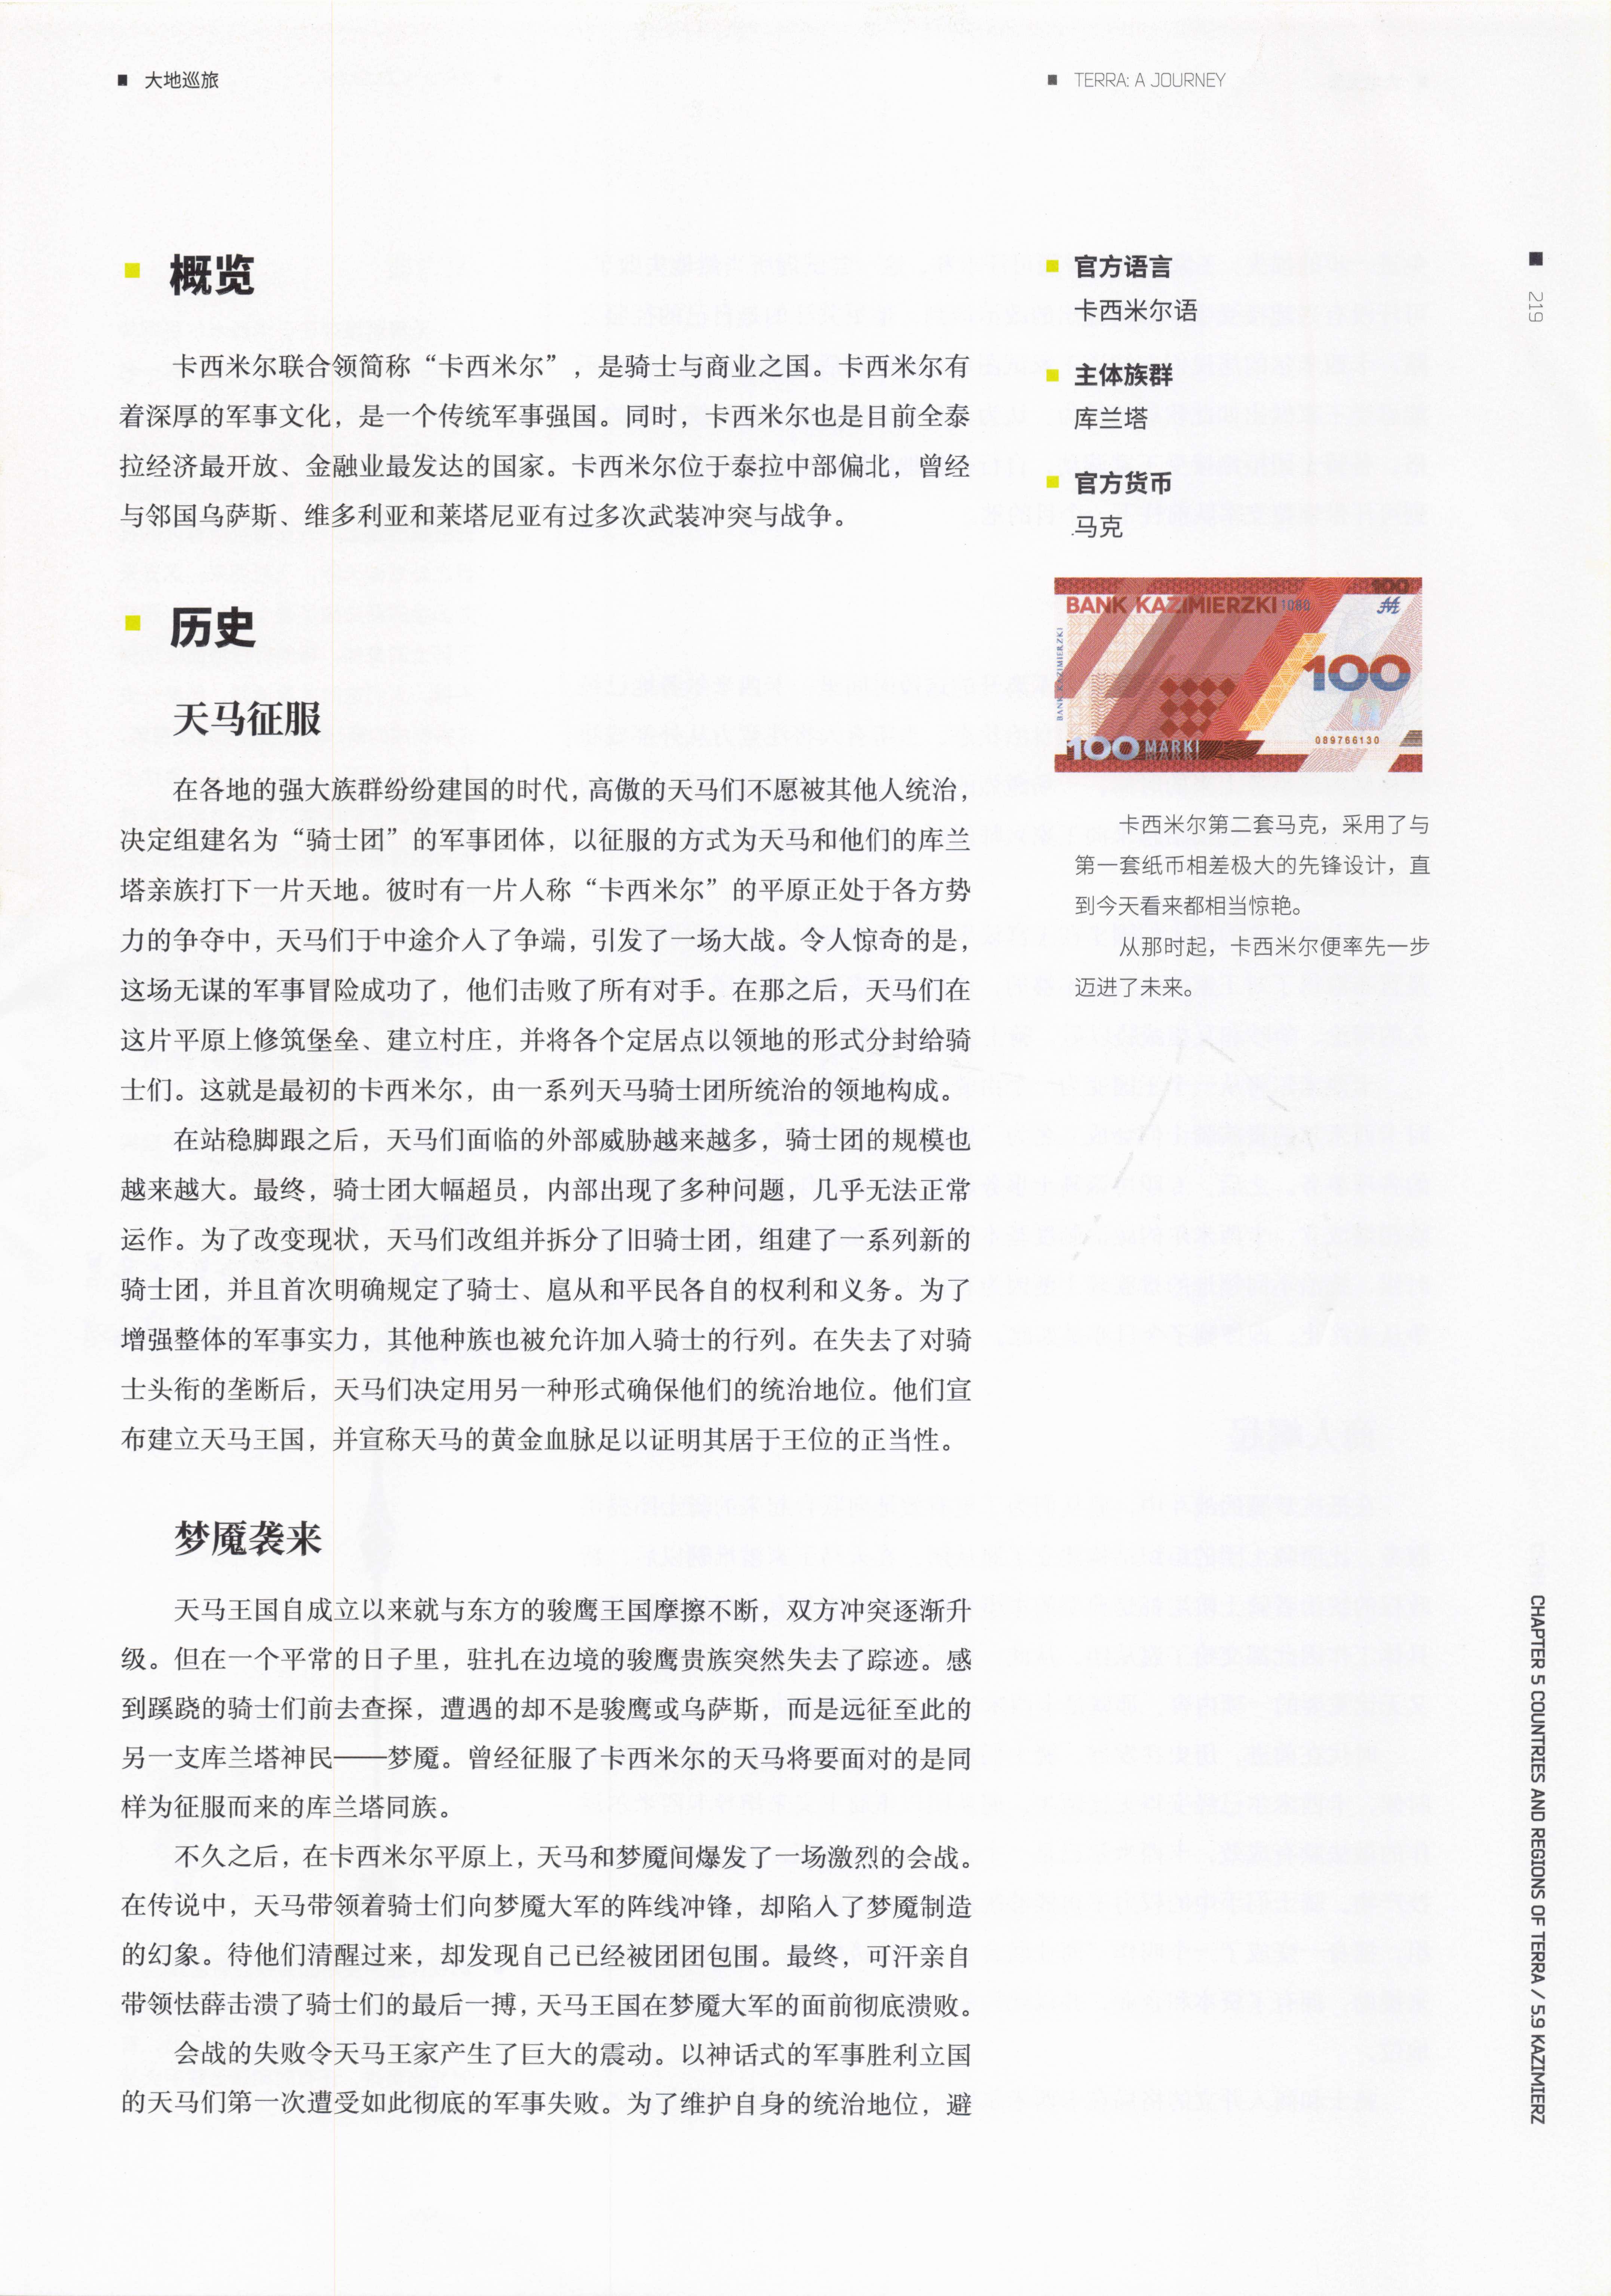 大地巡旅
TERRA: A JOURNEY
概览
卡西米尔联合领简称“卡西米尔”，是骑士与商业之国。卡西米尔有
着深厚的军事文化，是一个传统军事强国。同时，卡西米尔也是目前全泰
拉经济最开放、金融业最发达的国家。卡西米尔位于泰拉中部偏北，曾经
与邻国乌萨斯、维多利亚和莱塔尼亚有过多次武装冲突与战争。
历史
天马征服
在各地的强大族群纷纷建国的时代，高傲的天马们不愿被其他人统治，
决定组建名为“骑士团”的军事团体，以征服的方式为天马和他们的库兰
塔亲族打下一片天地。彼时有一片人称“卡西米尔”的平原正处于各方势
力的争夺中，天马们于中途介入了争端，引发了一场大战。令人惊奇的是，
这场无谋的军事冒险成功了，他们击败了所有对手。在那之后，天马们在
这片平原上修筑堡垒、建立村庄，并将各个定居点以领地的形式分封给骑
士们。这就是最初的卡西米尔，由一系列天马骑士团所统治的领地构成。
在站稳脚跟之后，天马们面临的外部威胁越来越多，骑士团的规模也
越来越大。最终，骑士团大幅超员，内部出现了多种问题，几乎无法正常
运作。为了改变现状，天马们改组并拆分了旧骑士团，组建了一系列新的
骑士团，并且首次明确规定了骑士、扈从和平民各自的权利和义务。为了
增强整体的军事实力，其他种族也被允许加入骑士的行列。在失去了对骑
士头衔的垄断后，天马们决定用另一种形式确保他们的统治地位。他们宣
布建立天马王国，并宣称天马的黄金血脉足以证明其居于王位的正当性。
梦魇袭来
天马王国自成立以来就与东方的骏鹰王国摩擦不断，双方冲突逐渐升
级。但在一个平常的日子里，驻扎在边境的骏鹰贵族突然失去了踪迹。感
到蹊跷的骑士们前去查探，遭遇的却不是骏鹰或乌萨斯，而是远征至此的
另一支库兰塔神民——梦魇。曾经征服了卡西米尔的天马将要面对的是同
样为征服而来的库兰塔同族。
不久之后，在卡西米尔平原上，天马和梦魇间爆发了一场激烈的会战。
在传说中，天马带领着骑士们向梦魇大军的阵线冲锋，却陷入了梦魇制造
的幻象。待他们清醒过来，却发现自己已经被团团包围。最终，可汗亲自
带领怯薛击溃了骑士们的最后一搏，天马王国在梦魇大军的面前彻底溃败。
会战的失败令天马王家产生了巨大的震动。以神话式的军事胜利立国
的天马们第一次遭受如此彻底的军事失败。为了维护自身的统治地位，避
官方语言
卡西米尔语
主体族群
库兰塔
官方货币
马克
100
BANK KAZIMIERZKI 1080
BANK KAZIMIERZKI
100
089766130
100 MARKI
卡西米尔第二套马克，采用了与
第一套纸币相差极大的先锋设计，直
到今天看来都相当惊艳。
从那时起，卡西米尔便率先一步
迈进了未来。
219
CHAPTER 5 COUNTRIES AND REGIONS OF TERRA / 5.9 KAZIMIERZ